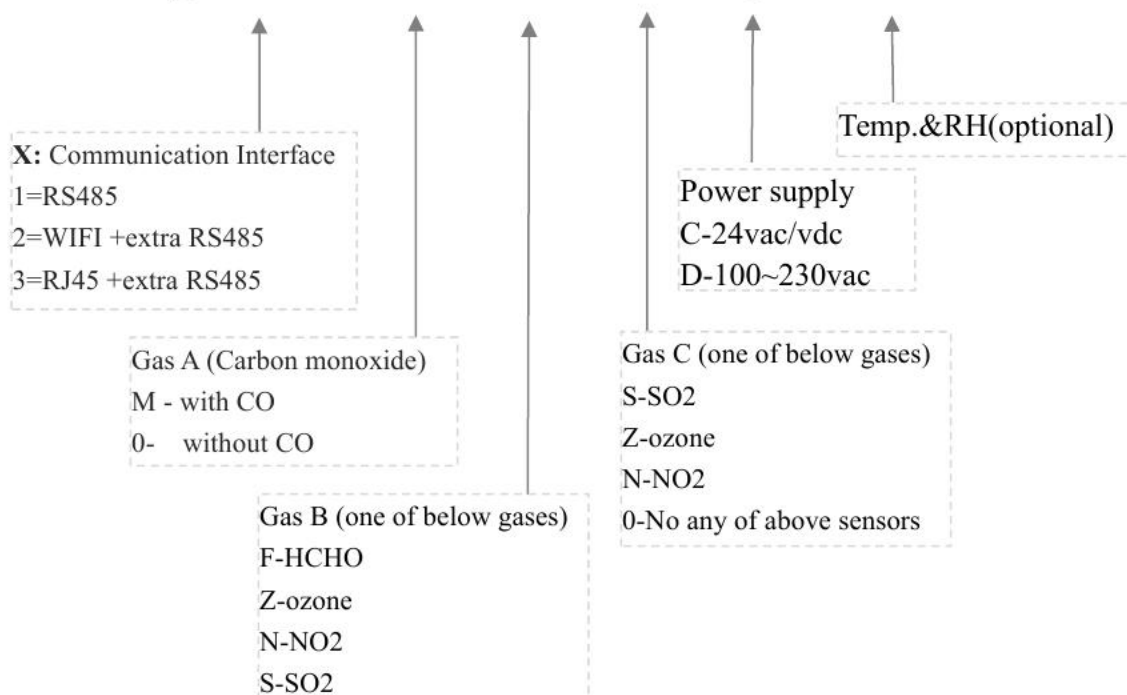 X: Communication Interface
1=RS485
2=WIFI +extra RS485
3=RJ45 +extra RS485
Gas A (Carbon monoxide)
M - with CO
0- without CO
Gas B (one of below gases)
F-HCHO
Z-ozone
N-NO2
S-SO2
Gas C (one of below gases)
S-SO2
Z-ozone
N-NO2
0-No any of above sensors
Power supply
C-24vac/vdc
D-100~230vac
Temp.&RH(optional)